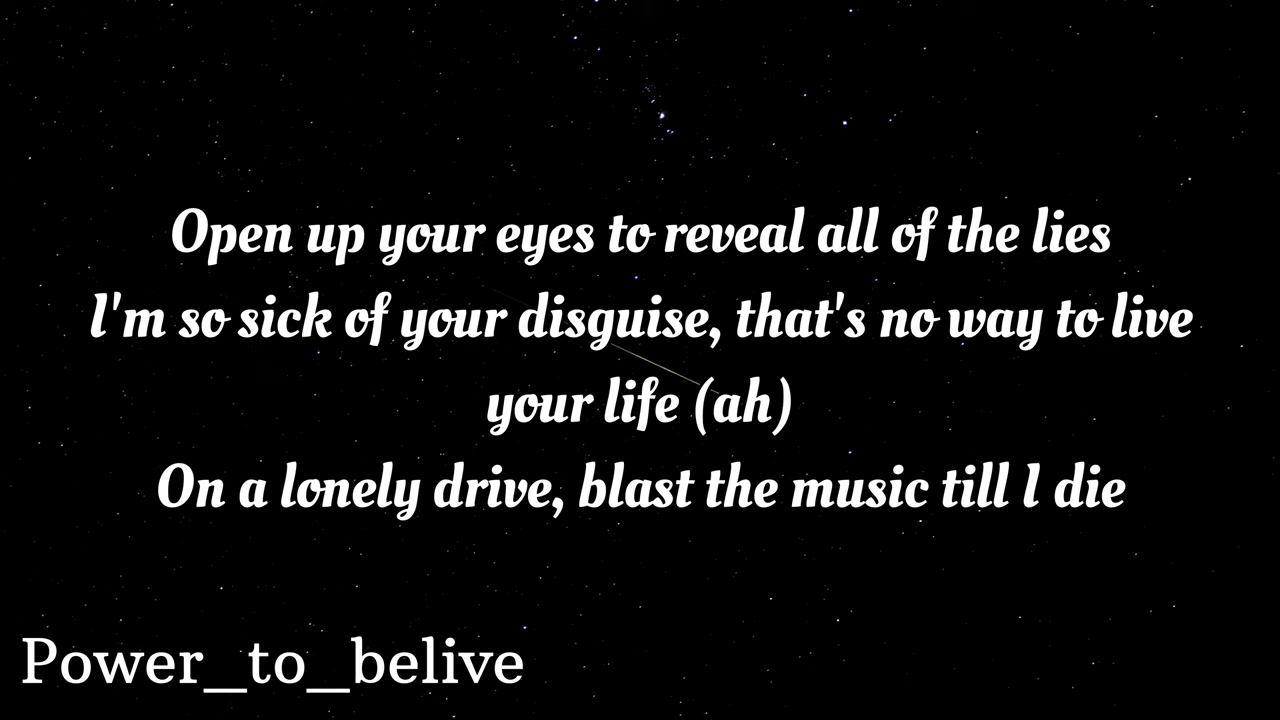 Open up your eyes to reveal all of the lies
I'm so sick of your disguise, that's no way to live
your life (ah)
On a lonely drive, blast the music till I die
Power_to_belive